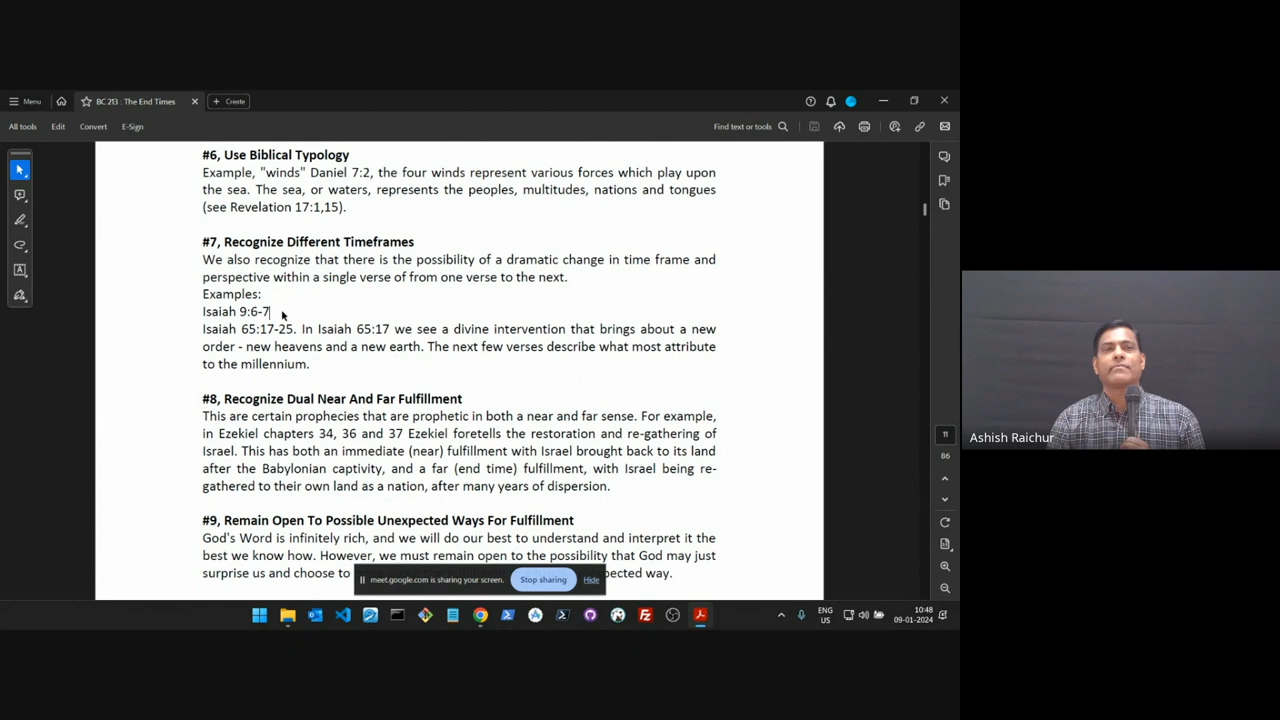 Menu
BC 213 : The End Times
Create
All tools
Edit
Convert
E-Sign
Find text or tools
#6, Use Biblical Typology
Example, "winds" Daniel 7:2, the four winds represent various forces which play upon
the sea. The sea, or waters, represents the peoples, multitudes, nations and tongues
(see Revelation 17:1,15).
#7, Recognize Different Timeframes
We also recognize that there is the possibility of a dramatic change in time frame and
perspective within a single verse of from one verse to the next.
Examples:
Isaiah 9:6-7
Isaiah 65:17-25. In Isaiah 65:17 we see a divine intervention that brings about a new
order - new heavens and a new earth. The next few verses describe what most attribute
to the millennium.
#8, Recognize Dual Near And Far Fulfillment
This are certain prophecies that are prophetic in both a near and far sense. For example,
in Ezekiel chapters 34, 36 and 37 Ezekiel foretells the restoration and re-gathering of
Israel. This has both an immediate (near) fulfillment with Israel brought back to its land
after the Babylonian captivity, and a far (end time) fulfillment, with Israel being re-
gathered to their own land as a nation, after many years of dispersion.
#9, Remain Open To Possible Unexpected Ways For Fulfillment
God's Word is infinitely rich, and we will do our best to understand and interpret it the
best we know how. However, we must remain open to the possibility that God may just
surprise us and choose to pected way.
meet.google.com is sharing your screen.
Stop sharing
Hide
11
86
Ashish Raichur
ENG
US
10:48
09-01-2024